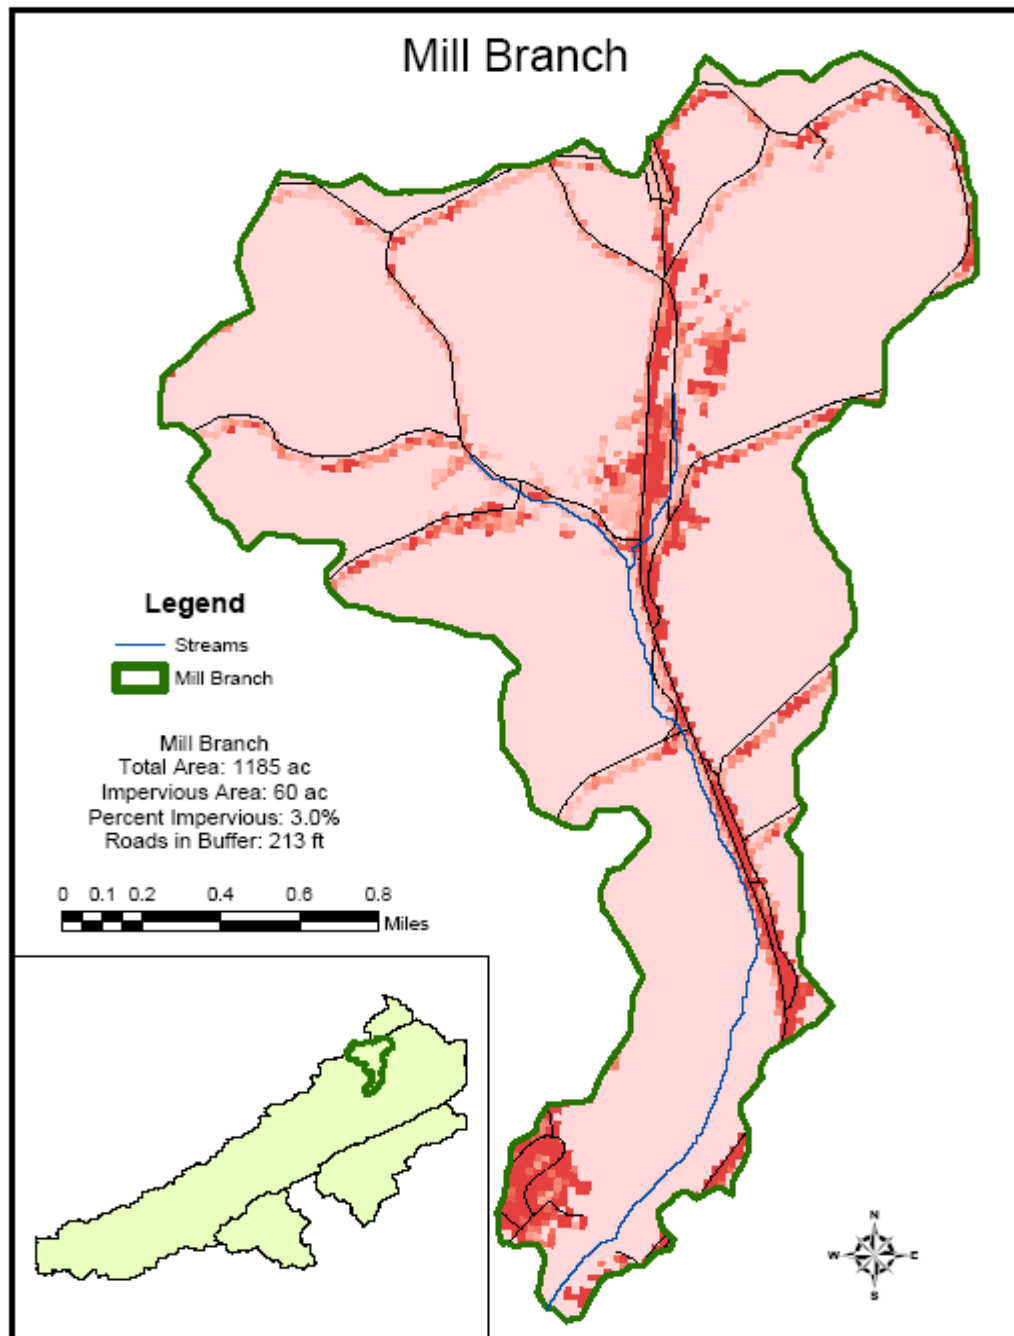 Mill Branch
Legend
Streams
Mill Branch
Mill Branch
Total Area: 1185 ac
Impervious Area: 60 ac
Percent Impervious: 3.0%
Roads in Buffer: 213 ft
0 0.1 0.2 0.4 0.6 0.8
Miles
N
W E
S